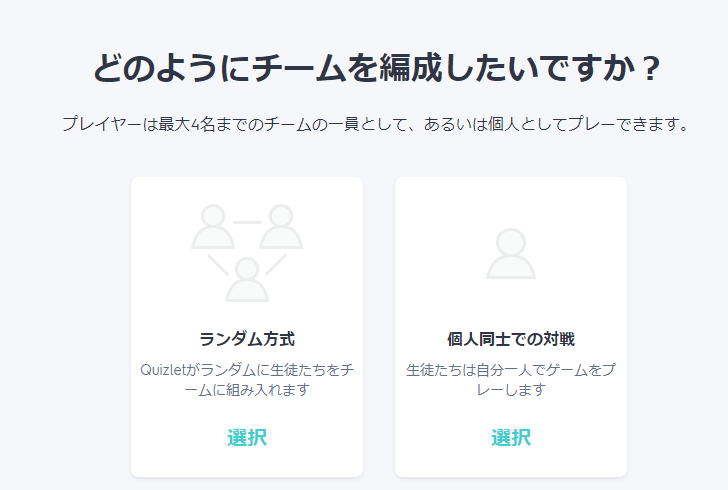 どのようにチームを編成したいですか？
プレイヤーは最大4名までのチームの一員として、あるいは個人としてプレーできます。
ランダム方式
Quizletがランダムに生徒たちをチ
ームに組み入れます
選択
個人同士での対戦
生徒たちは自分一人でゲームをプ
レーします
選択